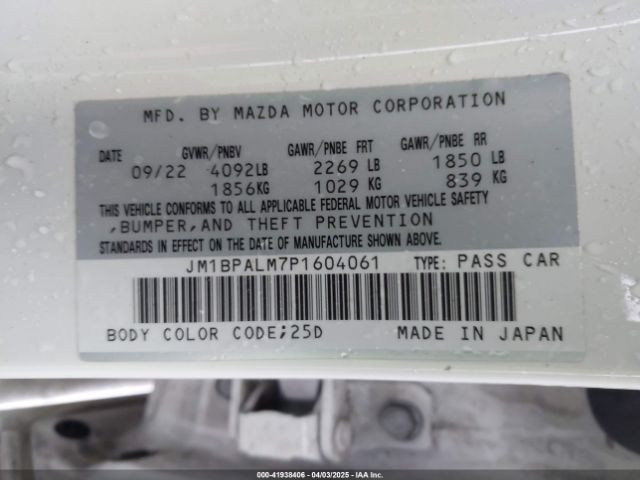 MFD. BY MAZDA MOTOR CORPORATION
DATE GVWR/PNBV GAWR/PNBE FRT GAWR/PNBE RR
09/22 4092LB 2269 LB 1850 LB
1856KG 1029 KG 839 KG
THIS VEHICLE CONFORMS TO ALL APPLICABLE FEDERAL MOTOR VEHICLE SAFETY
,BUMPER,AND THEFT PREVENTION
STANDARDS IN EFFECT ON THE DATE OF MANUFACTURE SHOWN ABOVE.
JM1BPALM7P1604061 TYPE: PASS CAR
BODY COLOR CODE;25D MADE IN JAPAN
000-41938406 - 04/03/2025 - IAAI